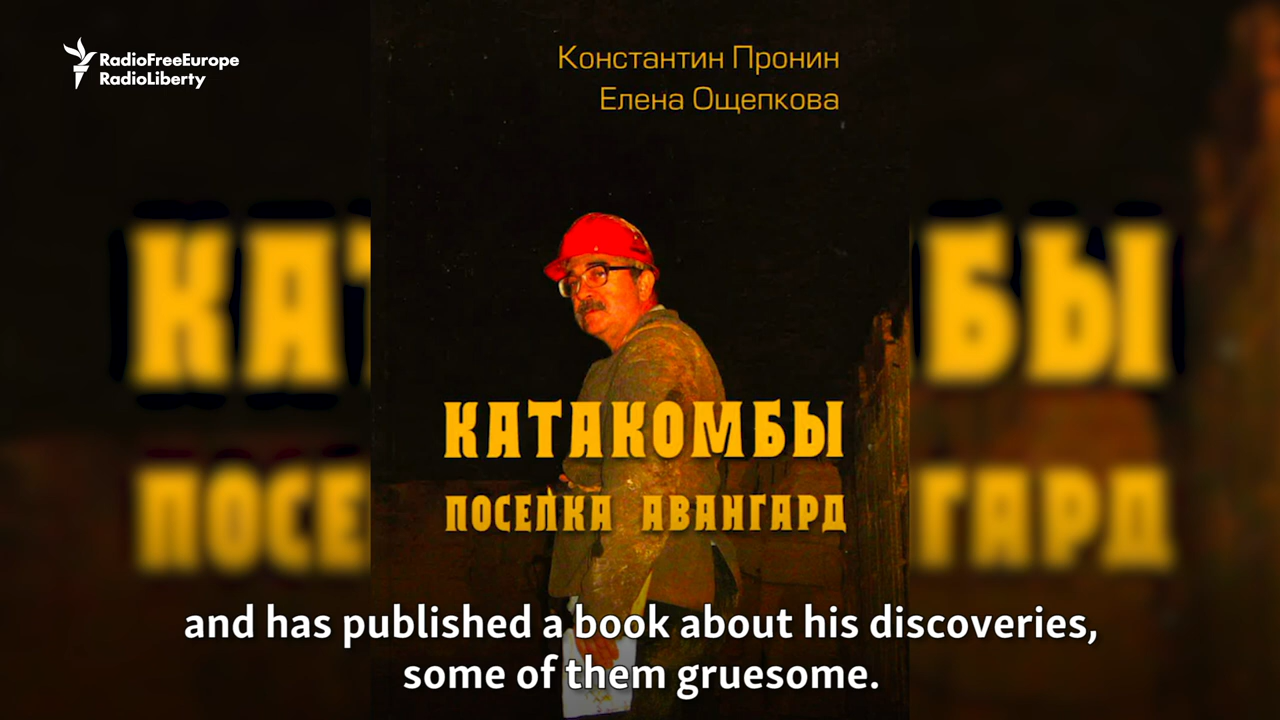 RadioFreeEurope
RadioLiberty
Константин Пронин
Елена Ощепкова
КАТАКОМБЫ
ПОСЕЛКА АВАНГАРД
and has published a book about his discoveries,
some of them gruesome.